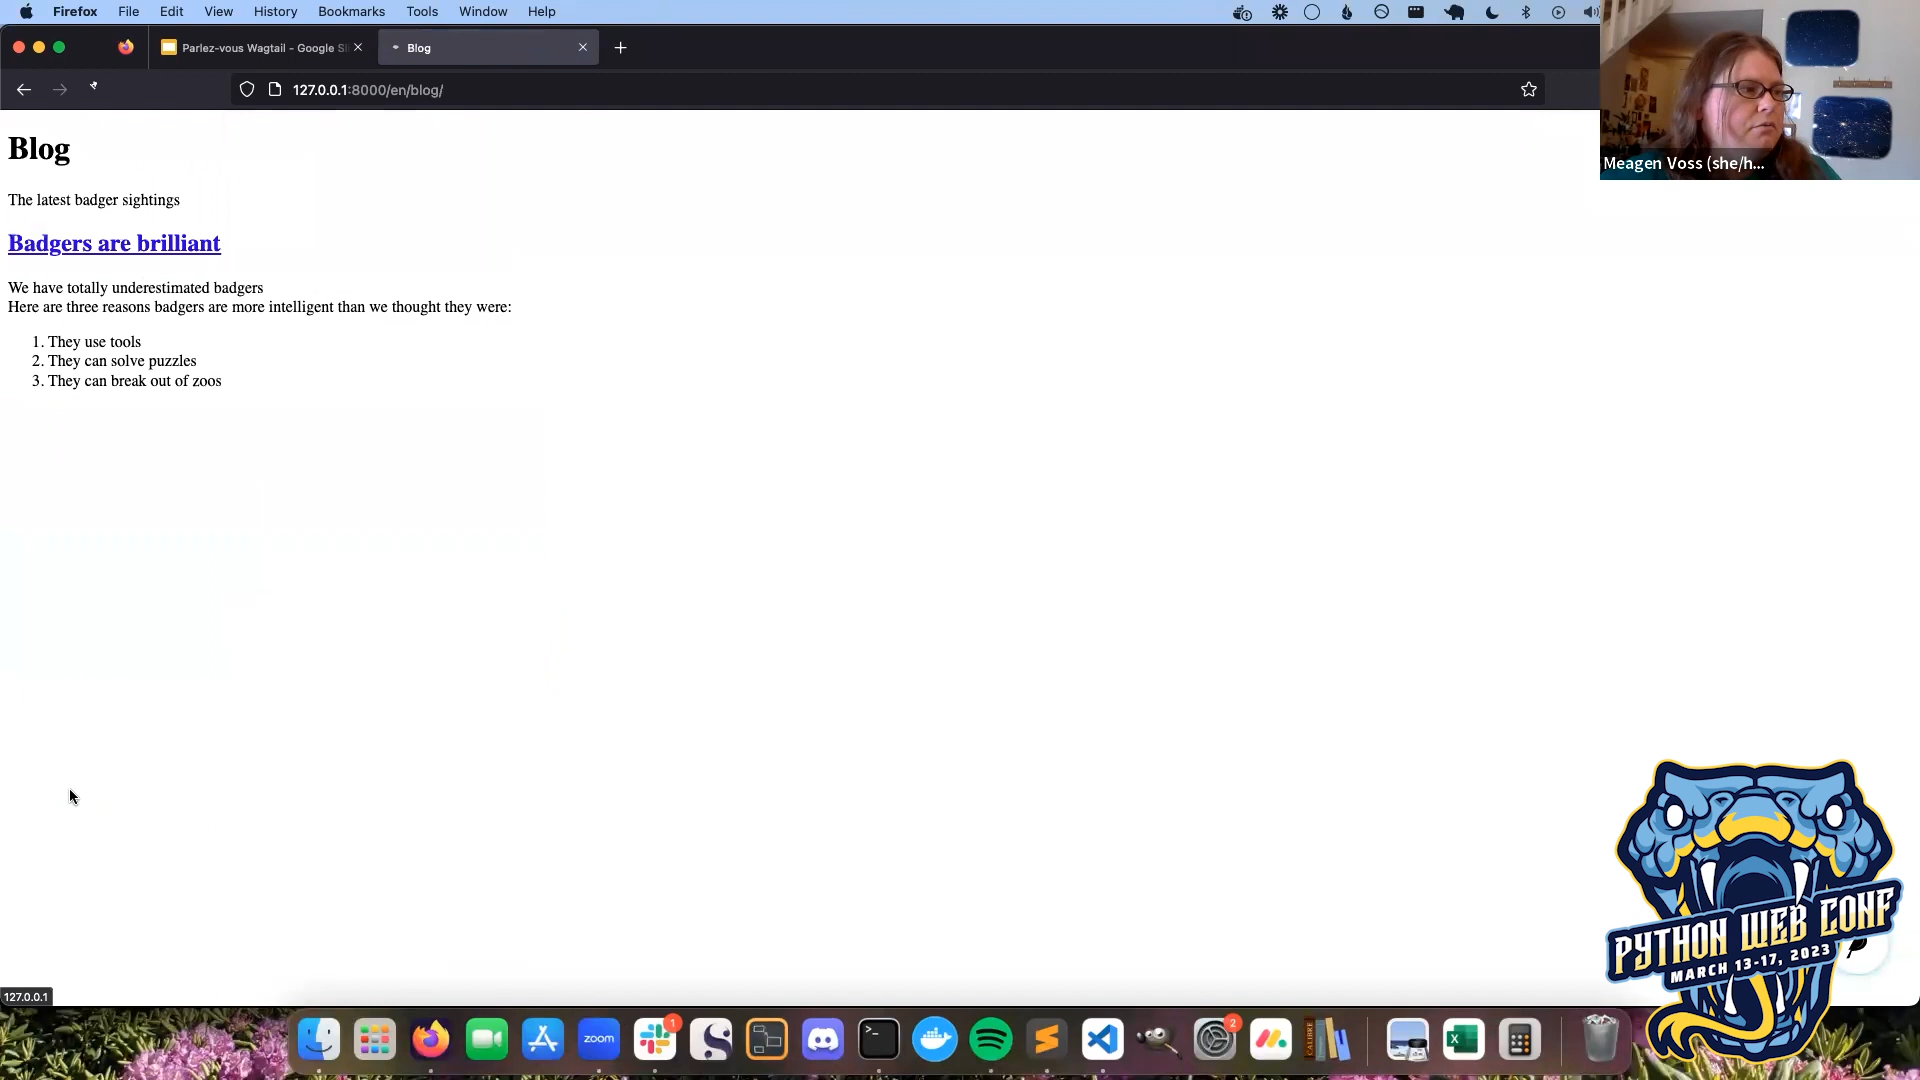 Firefox File Edit View History Bookmarks Tools Window Help
Parlez-vous Wagtail - Google Sl
Blog
127.0.0.1:8000/en/blog/
Meagen Voss (she/h...
Blog
The latest badger sightings
Badgers are brilliant
We have totally underestimated badgers
Here are three reasons badgers are more intelligent than we thought they were:
1. They use tools
2. They can solve puzzles
3. They can break out of zoos
PYTHON WEB CONF
MARCH 13-17, 2023
127.0.0.1
zoom
1
2
CALIBRE
X